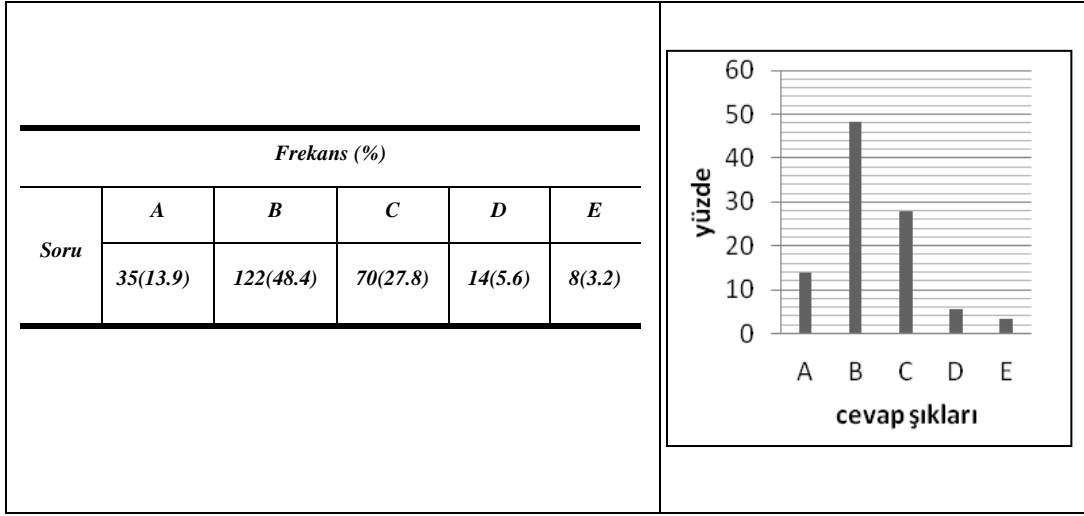 Frekans (%)
Soru
A B C D E
35(13.9) 122(48.4) 70(27.8) 14(5.6) 8(3.2)
60
50
40
30
20
10
0
yüzde
A B C D E
cevap şıkları